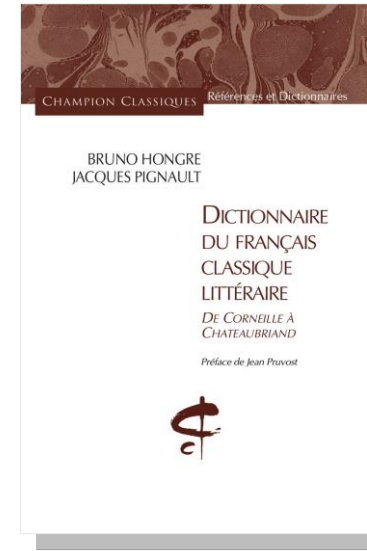 CHAMPION CLASSIQUES
Références et Dictionnaires
BRUNO HONGRE
JACQUES PIGNAULT
DICTIONNAIRE
DU FRANÇAIS
CLASSIQUE
LITTÉRAIRE
DE CORNEILLE À
CHATEAUBRIAND
Préface de Jean Pruvost